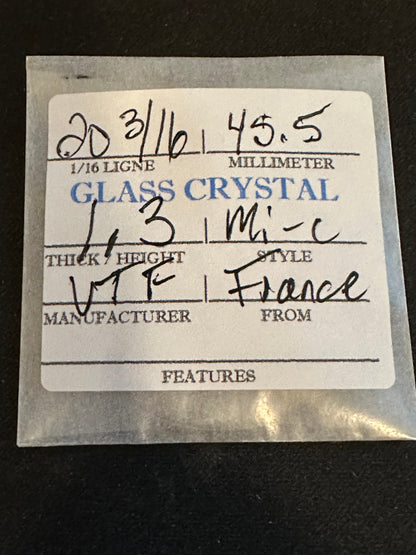 20 3/16 | 45.5
1/16 LIGNE MILLIMETER
GLASS CRYSTAL
1,3 | Mi-c
THICK / HEIGHT STYLE
VTF | France
MANUFACTURER FROM
FEATURES